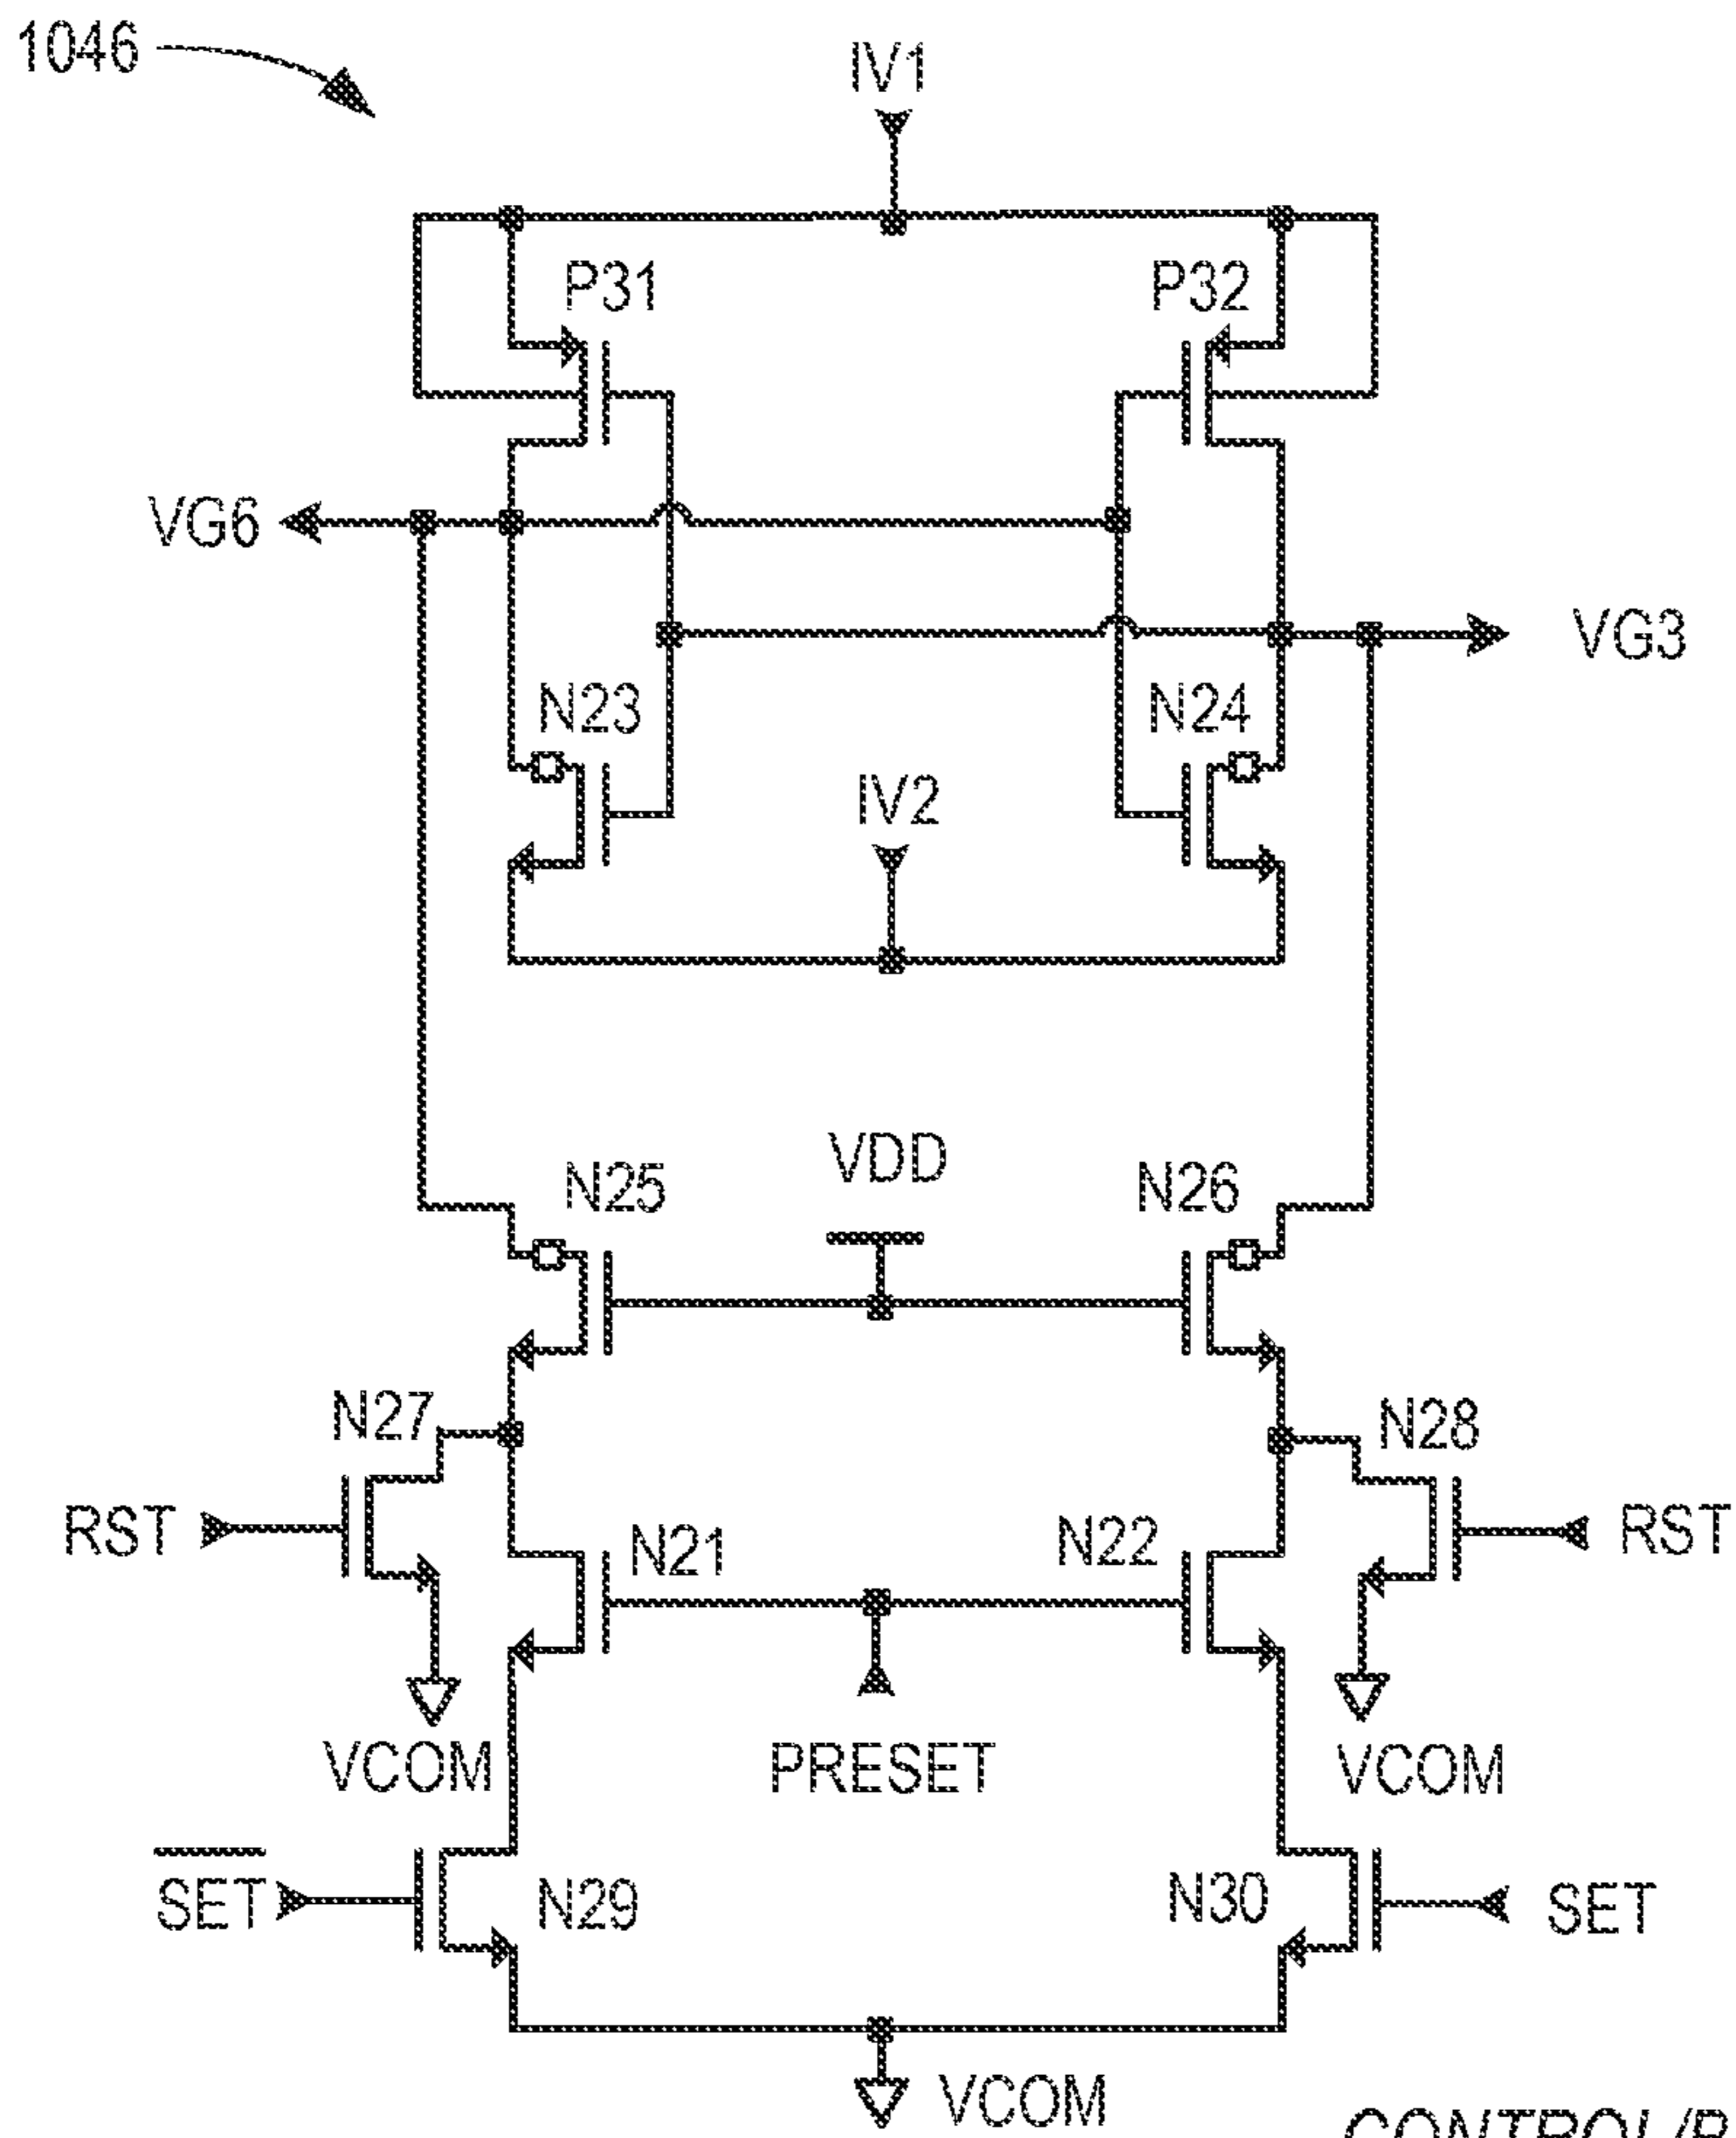 1046
IV1
P31
P32
VG6
VG3
N23
N24
IV2
VDD
N25
N26
N27
N28
RST
N21
N22
RST
VCOM
PRESET
VCOM
S̅E̅T̅
N29
N30
SET
VCOM